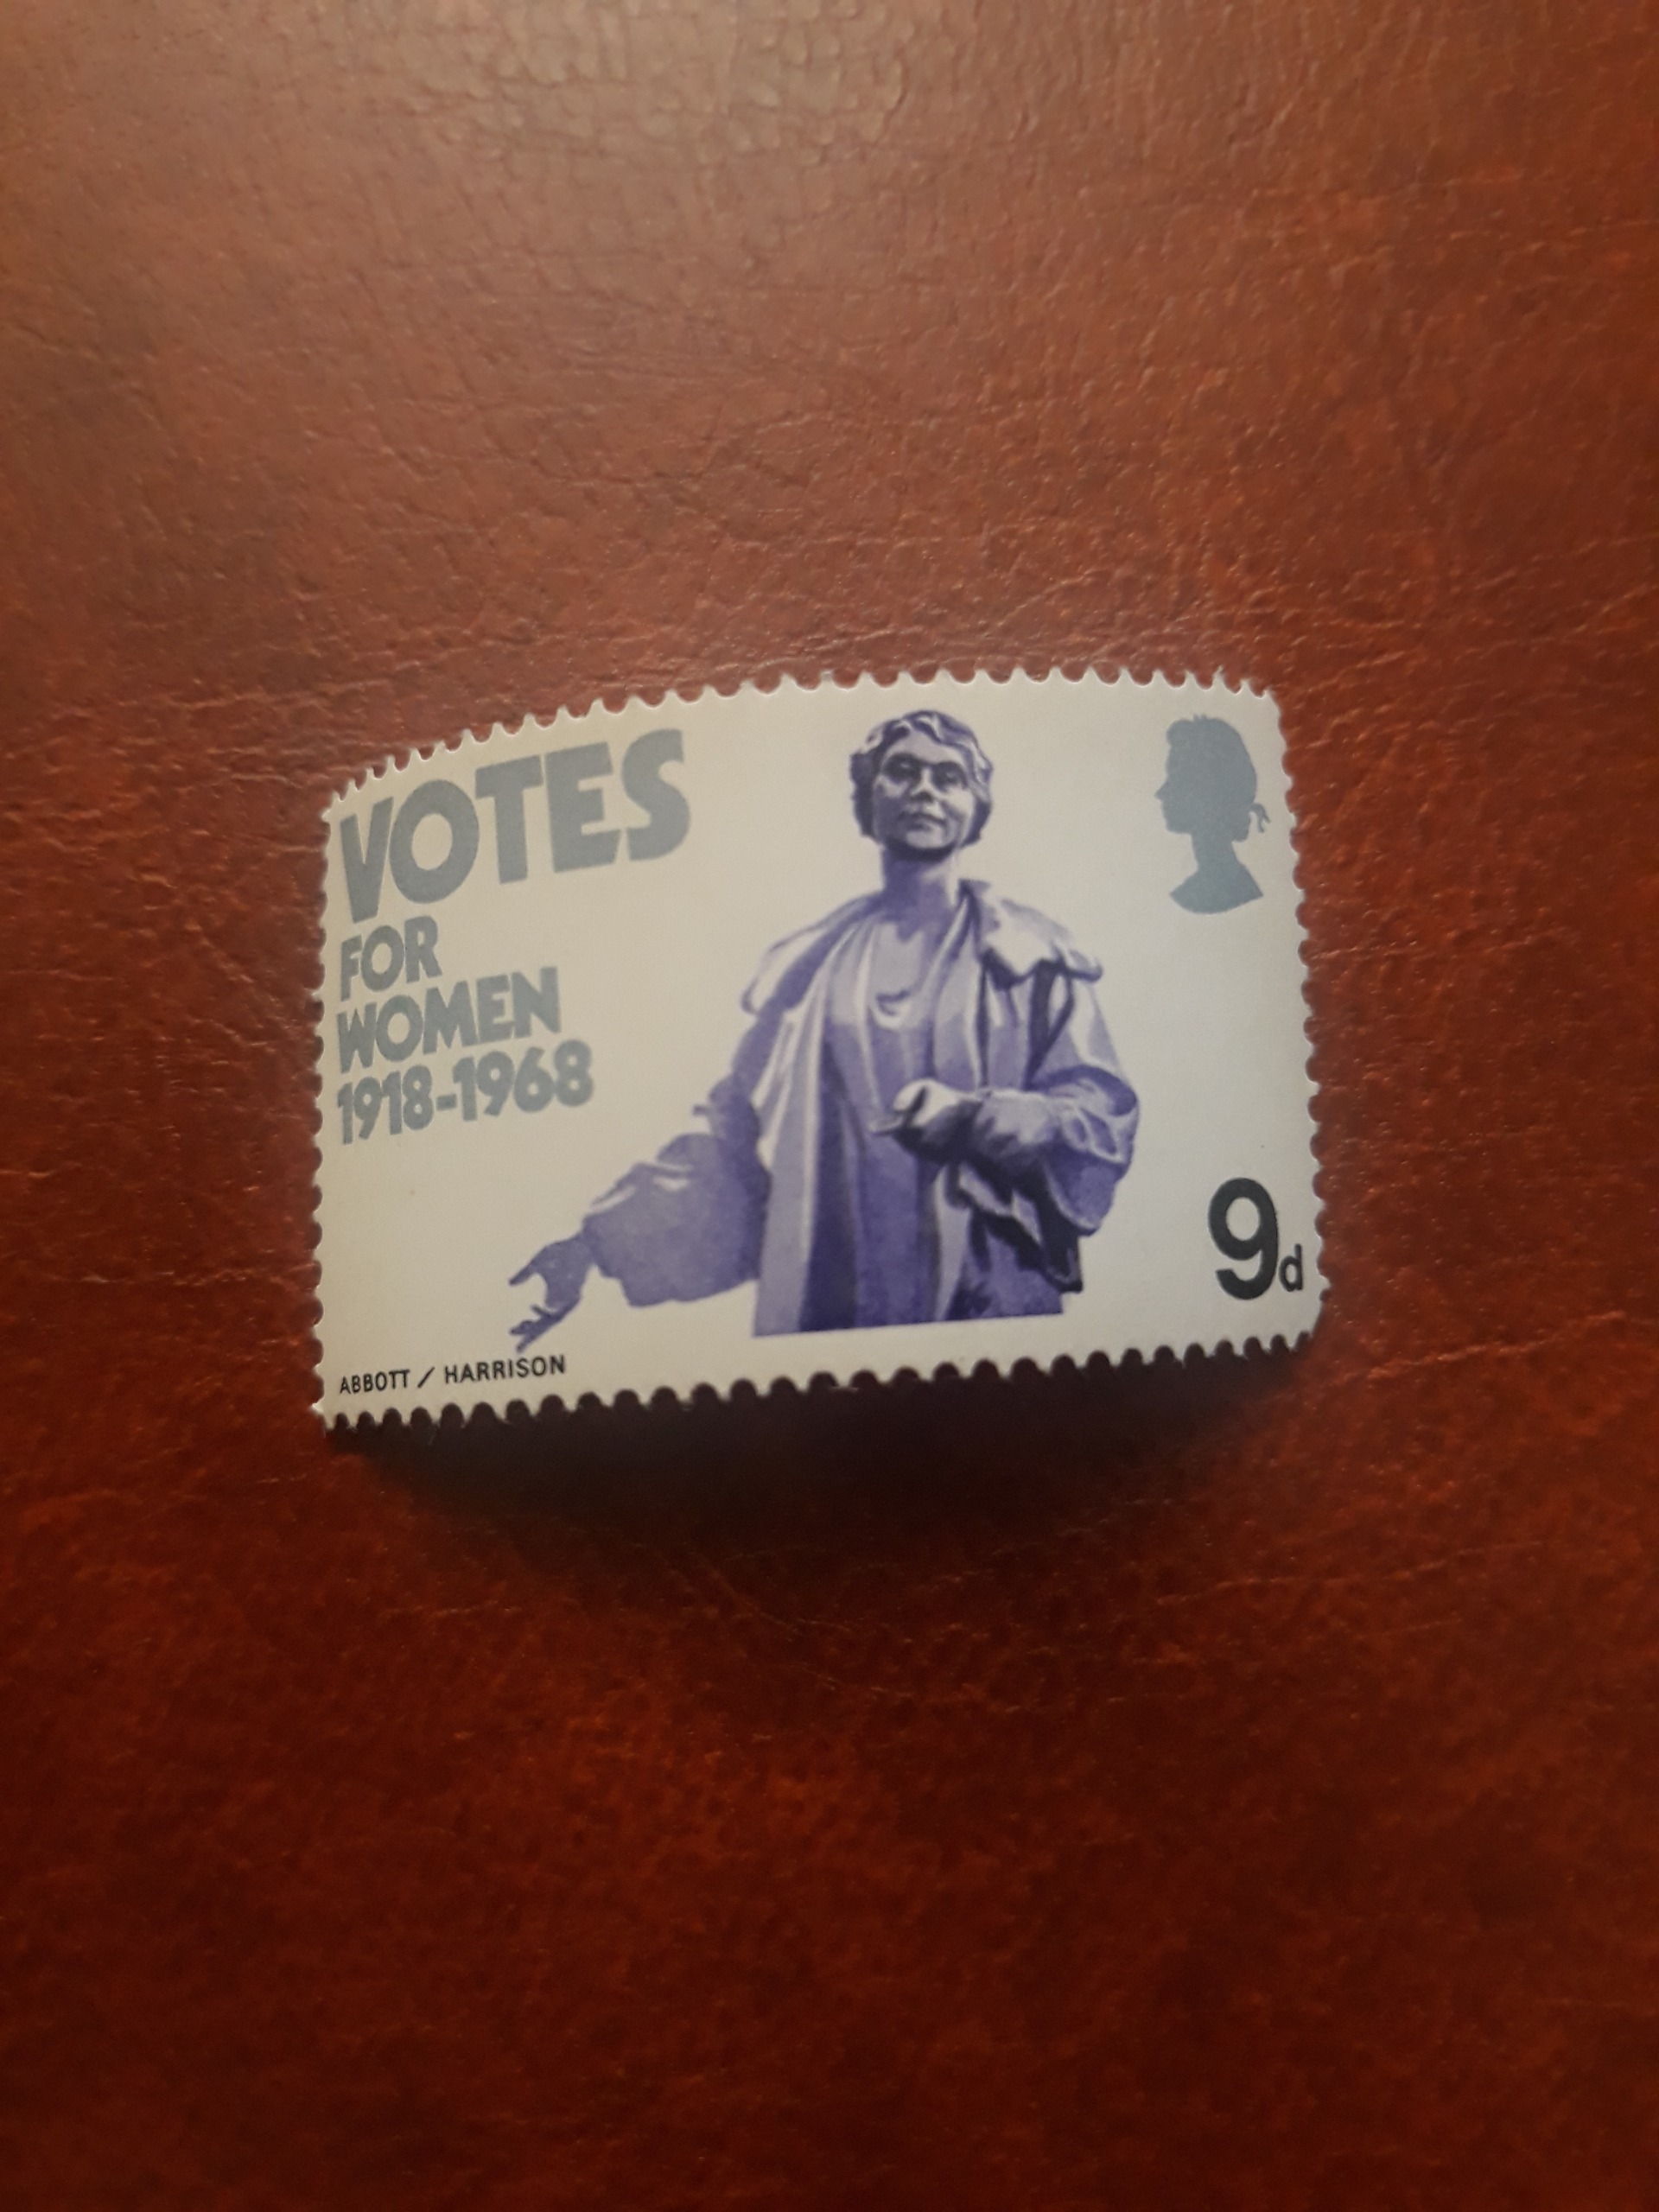 VOTES
FOR
WOMEN
1918-1968
9d
ABBOTT / HARRISON